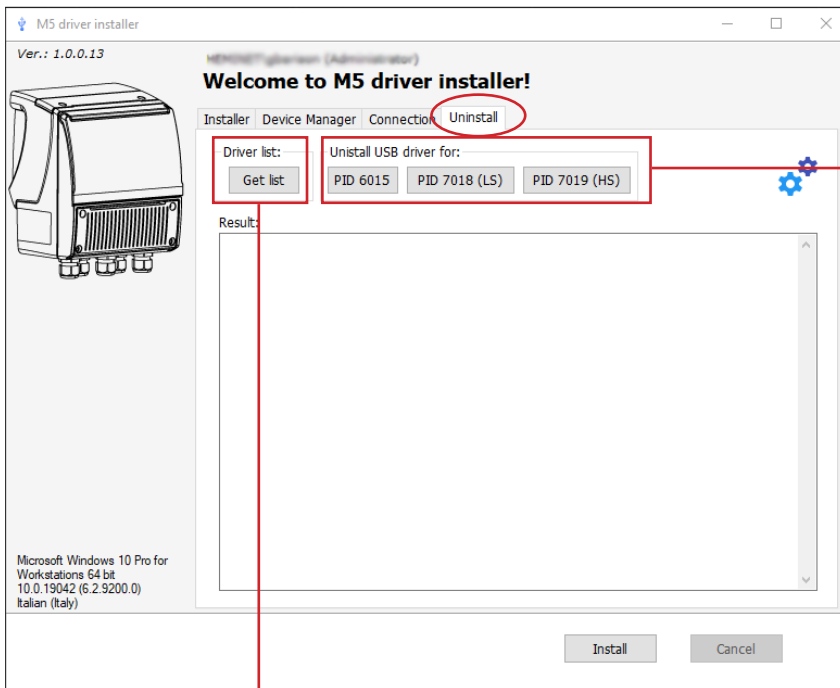 M5 driver installer
Ver.: 1.0.0.13
(Administrator)
Welcome to M5 driver installer!
Installer Device Manager Connection Uninstall
Driver list:
Unistall USB driver for:
Get list
PID 6015
PID 7018 (LS)
PID 7019 (HS)
Result:
Microsoft Windows 10 Pro for
Workstations 64 bit
10.0.19042 (6.2.9200.0)
Italian (Italy)
Install
Cancel